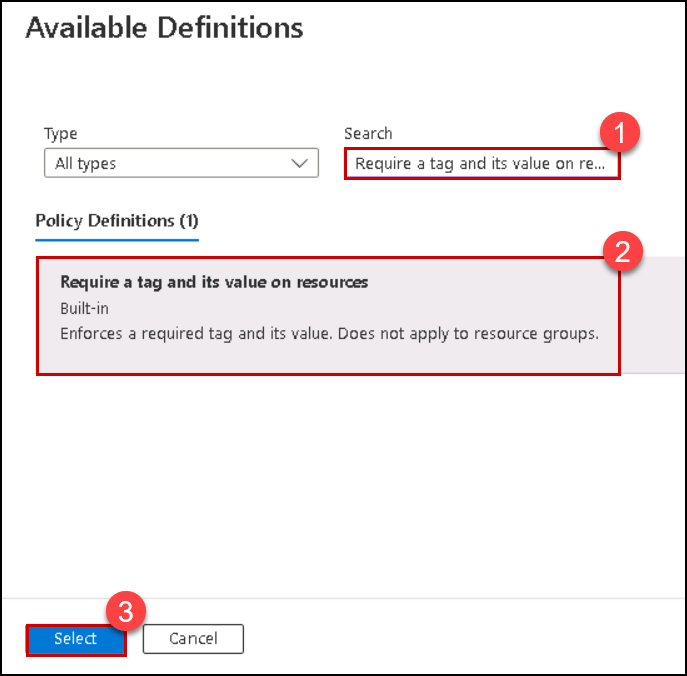 Available Definitions
Type
Search
1
All types
Require a tag and its value on re...
Policy Definitions (1)
2
Require a tag and its value on resources
Built-in
Enforces a required tag and its value. Does not apply to resource groups.
3
Select
Cancel